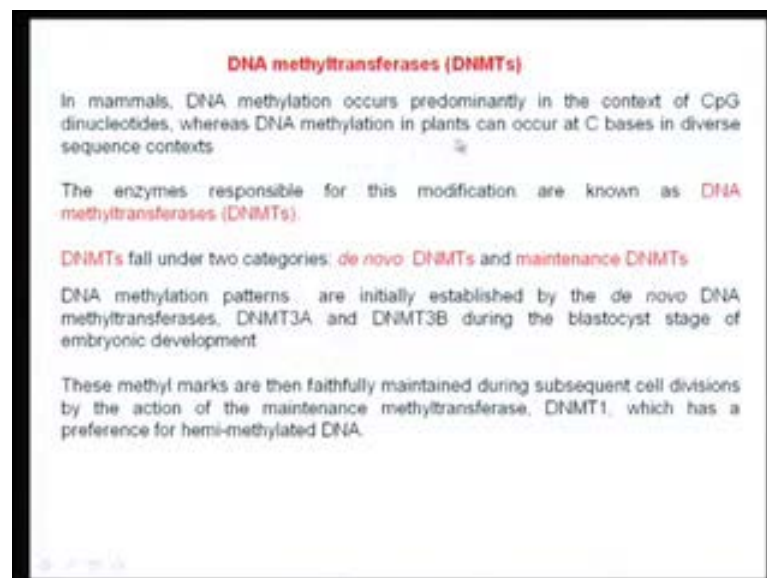 DNA methyltransferases (DNMTs)
In mammals, DNA methylation occurs predominantly in the context of CpG
dinucleotides, whereas DNA methylation in plants can occur at C bases in diverse
sequence contexts
The enzymes responsible for this modification are known as DNA
methyltransferases (DNMTs).
DNMTs fall under two categories: de novo DNMTs and maintenance DNMTs
DNA methylation patterns are initially established by the de novo DNA
methyltransferases, DNMT3A and DNMT3B during the blastocyst stage of
embryonic development
These methyl marks are then faithfully maintained during subsequent cell divisions
by the action of the maintenance methyltransferase, DNMT1, which has a
preference for hemi-methylated DNA.